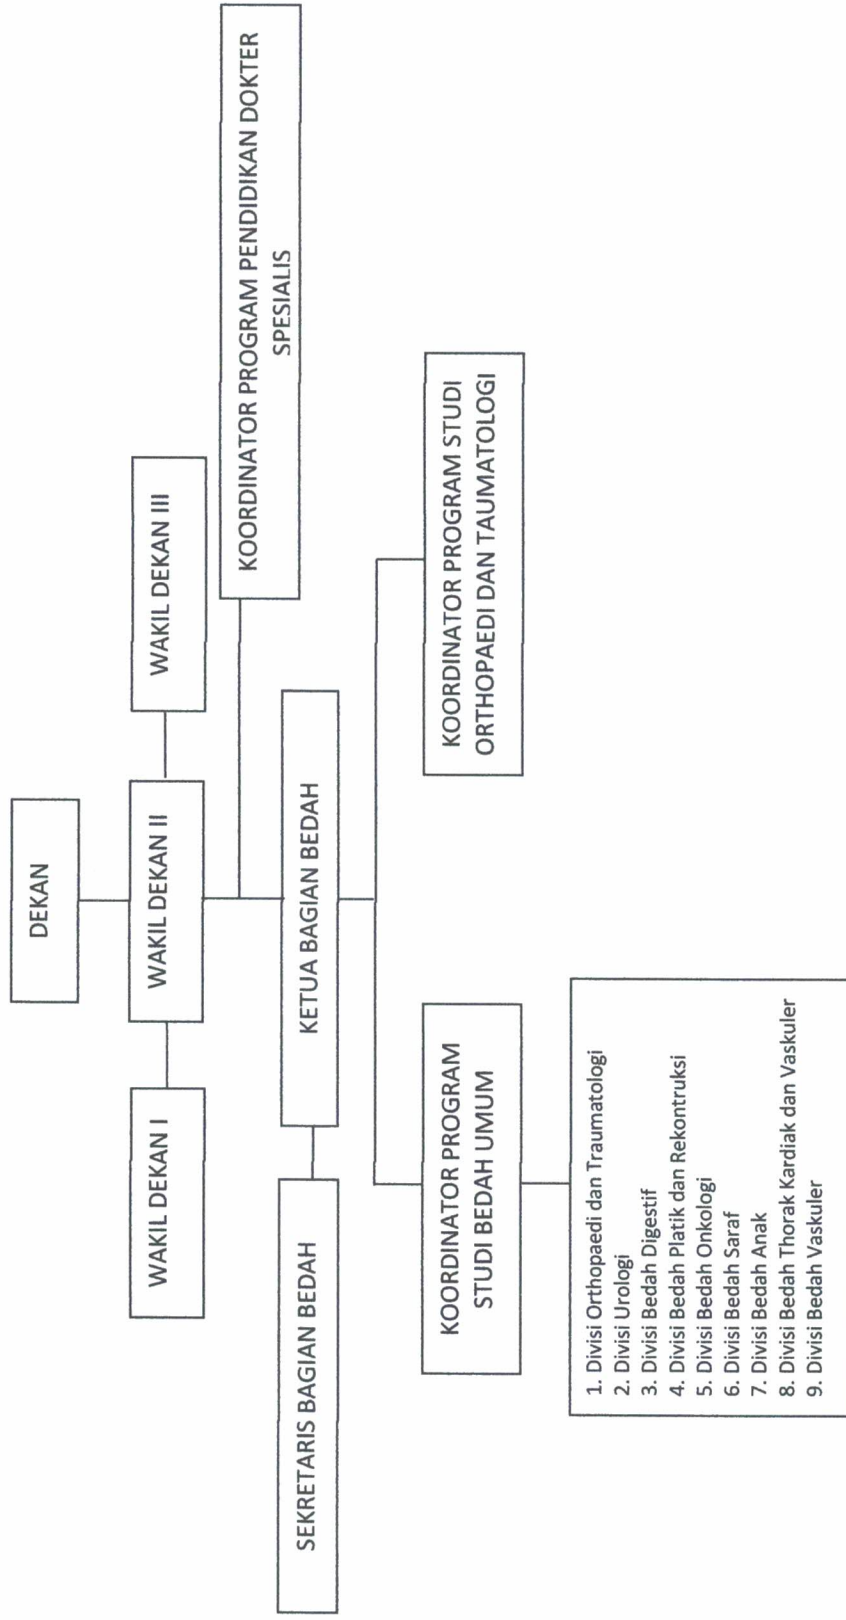 DEKAN
WAKIL DEKAN I
WAKIL DEKAN II
WAKIL DEKAN III
KOORDINATOR PROGRAM PENDIDIKAN DOKTER
SPESIALIS
SEKRETARIS BAGIAN BEDAH
KETUA BAGIAN BEDAH
KOORDINATOR PROGRAM
STUDI BEDAH UMUM
KOORDINATOR PROGRAM STUDI
ORTHOPAEDI DAN TAUMATOLOGI
1. Divisi Orthopaedi dan Traumatologi
2. Divisi Urologi
3. Divisi Bedah Digestif
4. Divisi Bedah Platik dan Rekontruksi
5. Divisi Bedah Onkologi
6. Divisi Bedah Saraf
7. Divisi Bedah Anak
8. Divisi Bedah Thorak Kardiak dan Vaskuler
9. Divisi Bedah Vaskuler